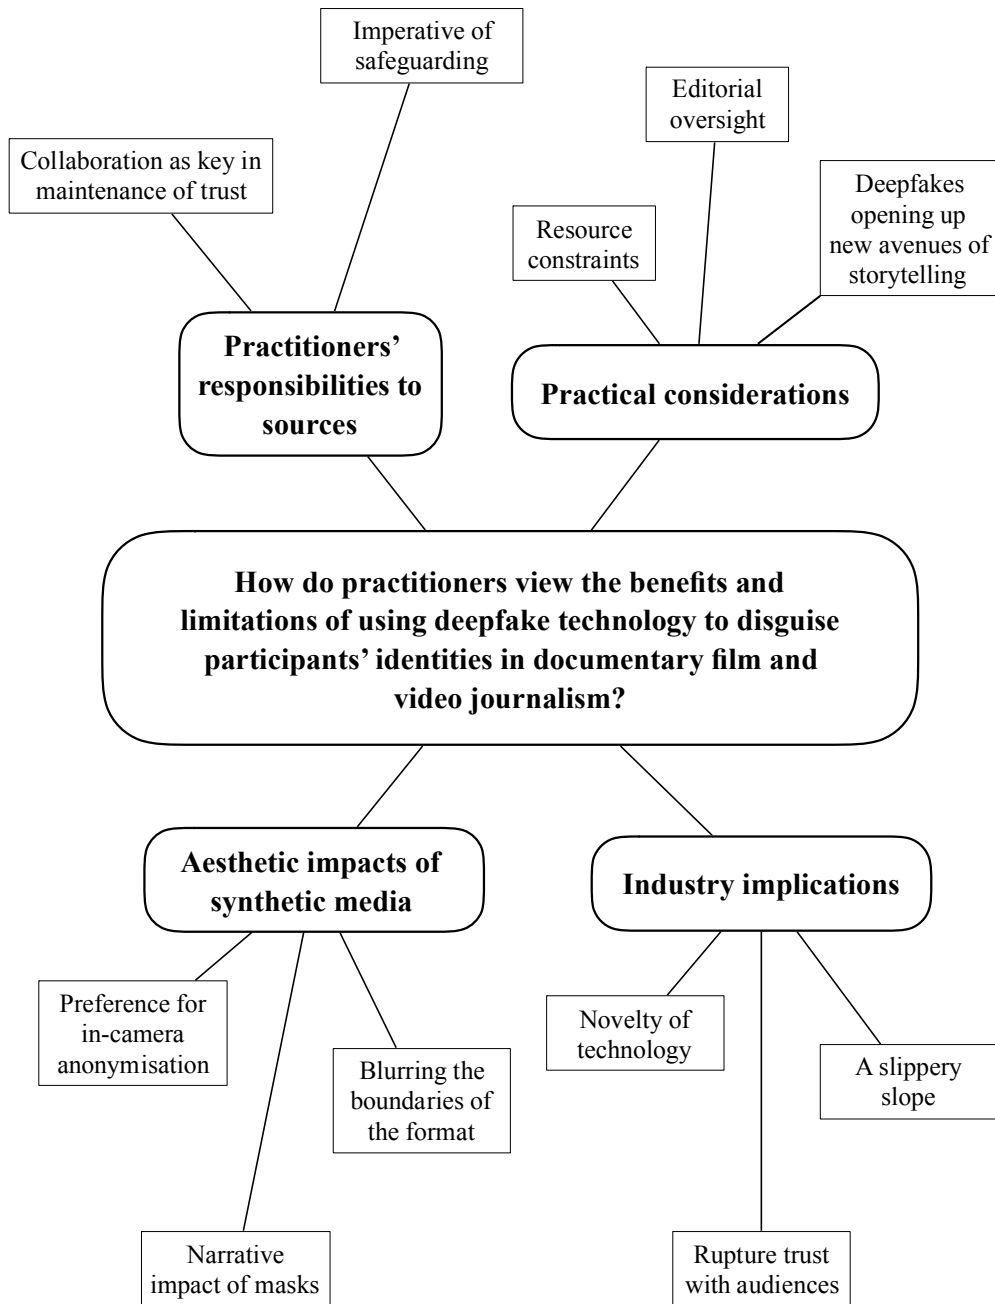 Imperative of
safeguarding
Editorial
oversight
Collaboration as key in
maintenance of trust
Deepfakes
opening up
new avenues of
storytelling
Resource
constraints
Practitioners’
responsibilities to
sources
Practical considerations
How do practitioners view the benefits and
limitations of using deepfake technology to disguise
participants’ identities in documentary film and
video journalism?
Aesthetic impacts of
synthetic media
Industry implications
Preference for
in-camera
anonymisation
Blurring the
boundaries of
the format
Novelty of
technology
A slippery
slope
Narrative
impact of masks
Rupture trust
with audiences